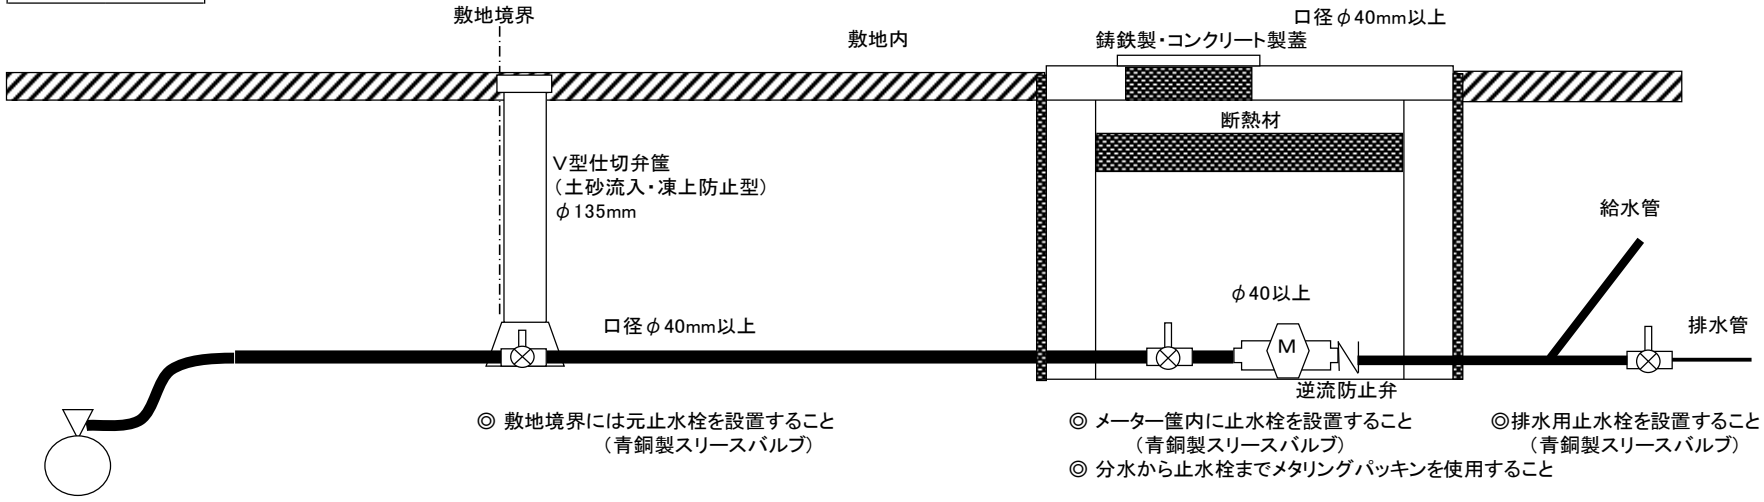 敷地境界
敷地内
口径φ40mm以上
鋳鉄製・コンクリート製蓋
断熱材
V型仕切弁筺
（土砂流入・凍上防止型）
φ135mm
給水管
φ40以上
口径φ40mm以上
排水管
M
逆流防止弁
◎ 敷地境界には元止水栓を設置すること
（青銅製スリースバルブ）
◎ メーター筐内に止水栓を設置すること
（青銅製スリースバルブ）
◎ 分水から止水栓までメタリングパッキンを使用すること
◎排水用止水栓を設置すること
（青銅製スリースバルブ）